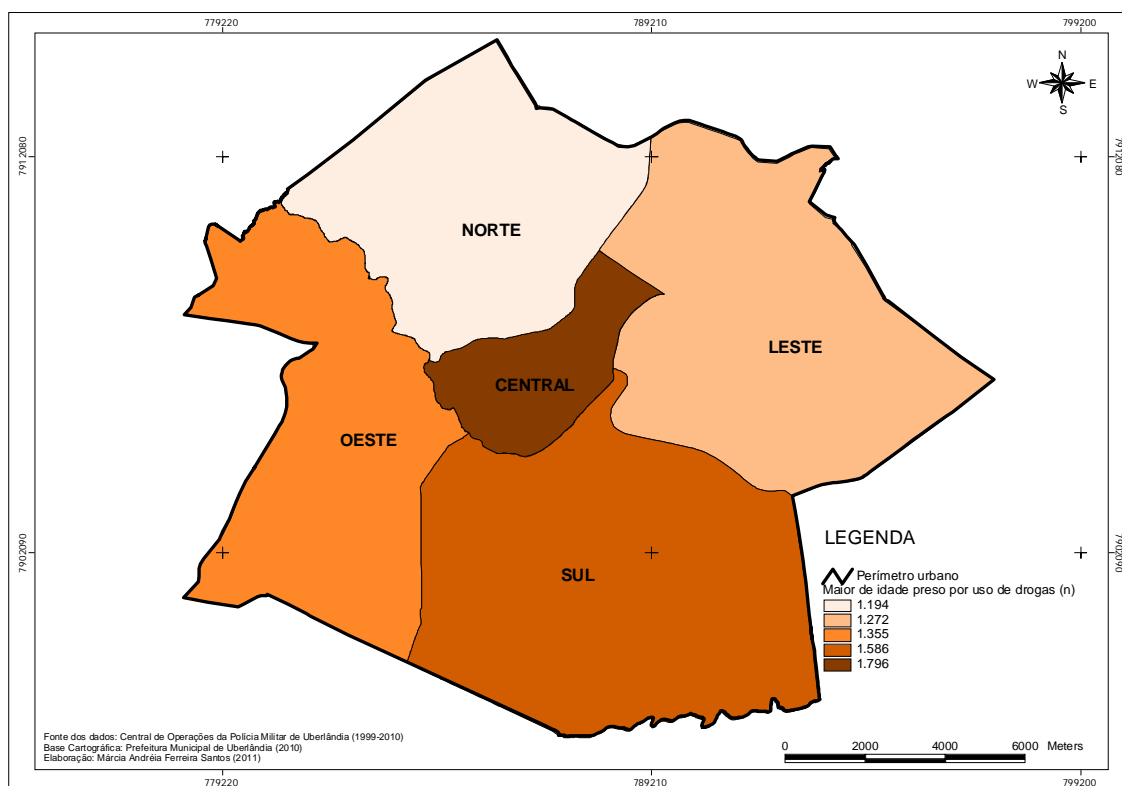 779220
789210
799200
N
W E
S
7912080
7912080
NORTE
LESTE
CENTRAL
OESTE
7902090
7902090
SUL
LEGENDA
Perímetro urbano
Maior de idade preso por uso de drogas (n)
1.194
1.272
1.355
1.586
1.796
Fonte dos dados: Central de Operações da Polícia Militar de Uberlândia (1999-2010)
Base Cartográfica: Prefeitura Municipal de Uberlândia (2010)
Elaboração: Márcia Andréia Ferreira Santos (2011)
0 2000 4000 6000 Meters
779220
789210
799200